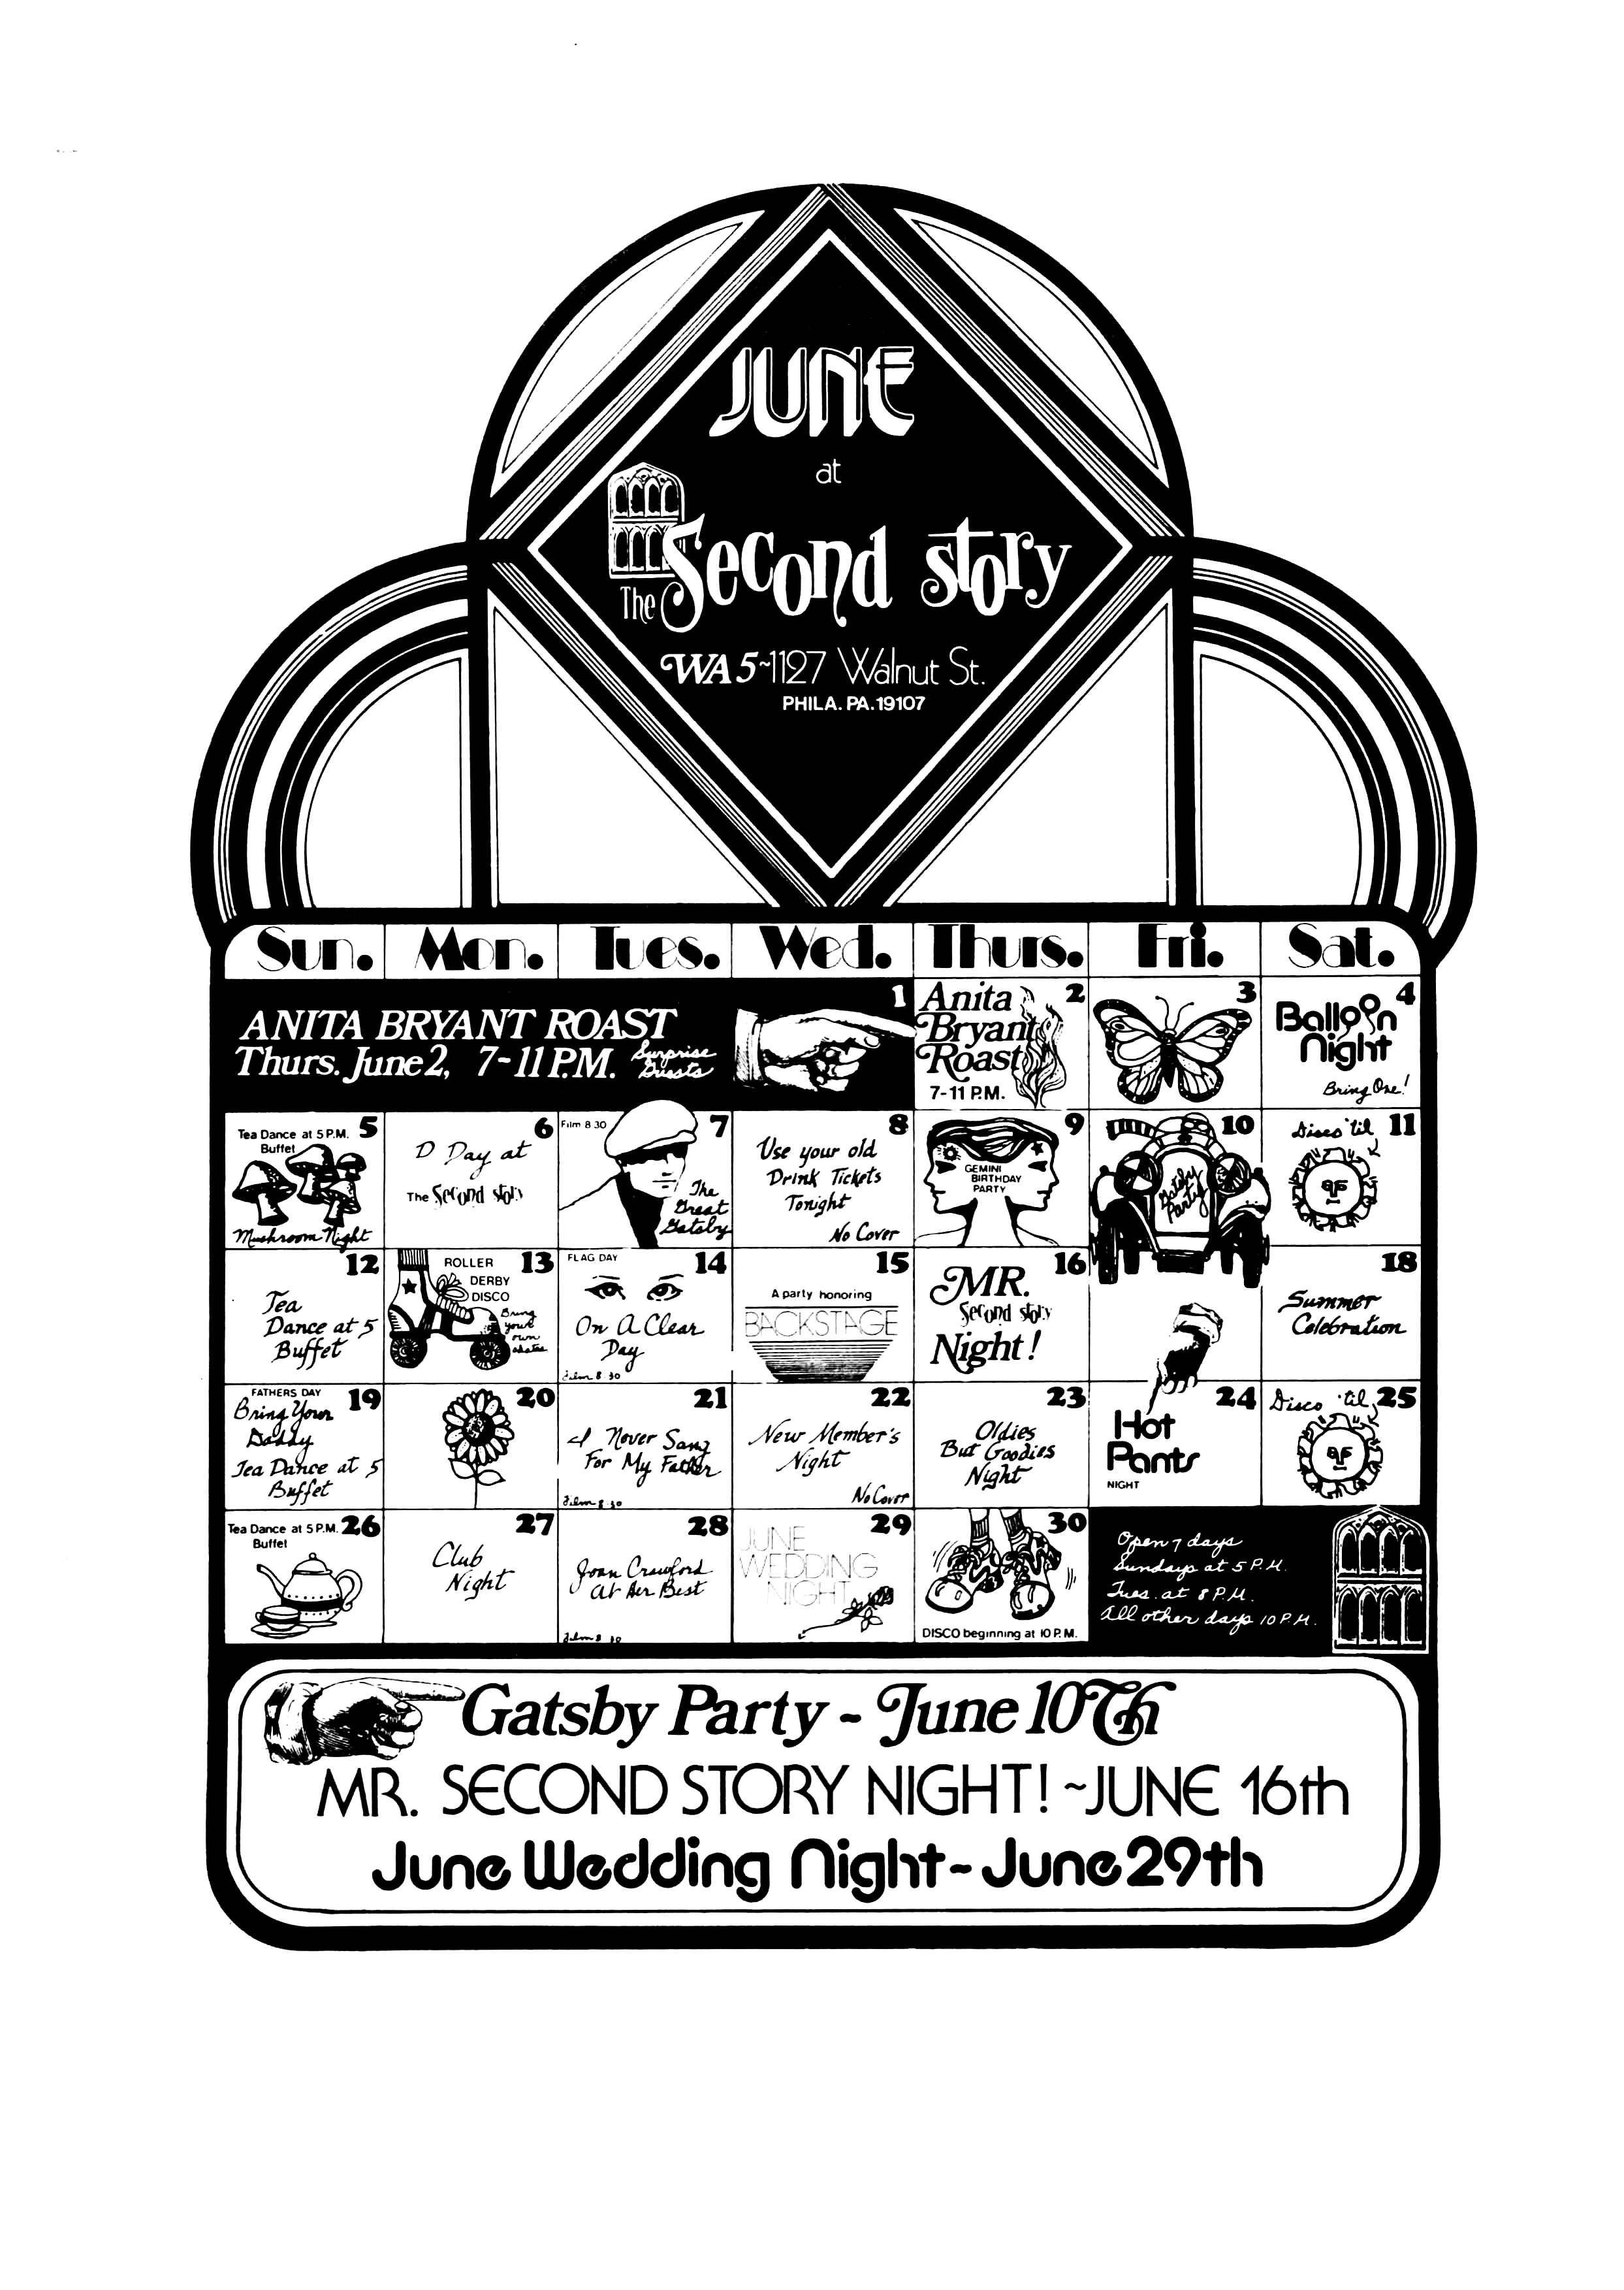 JUNE
at
The Second story
WA 5~1127 Walnut St.
PHILA. PA. 19107
Sun. Mon. Tues. Wed. Thurs. Fri. Sat.
ANITA BRYANT ROAST
Thurs. June 2, 7-11 P.M. Surprise Guests
1
Anita 2
Bryant
Roast
7-11 P.M.
3
4
Balloon
Night
Bring One!
Tea Dance at 5 P.M. 5
Buffet
Mushroom Night
6
D Day at
The Second story
Film 8 30 7
The
Great
Gatsby
8
Use your old
Drink Tickets
Tonight
No Cover
9
GEMINI
BIRTHDAY
PARTY
10
Gatsby
Party
Disco 'til 11
12
Tea
Dance at 5
Buffet
ROLLER 13
DERBY
DISCO
Bring
your
own
skates
FLAG DAY 14
On A Clear
Day
Film 8 30
15
A party honoring
BACKSTAGE
16
MR.
Second story
Night!
18
Summer
Celebration
FATHERS DAY 19
Bring Your
Daddy
Tea Dance at 5
Buffet
20
21
I Never Sang
For My Father
Film 8 30
22
New Member's
Night
No Cover
23
Oldies
But Goodies
Night
24
Hot
Pants
NIGHT
Disco 'til 25
Tea Dance at 5 P.M. 26
Buffet
27
Club
Night
28
Joan Crawford
At Her Best
Film 8 30
29
JUNE
WEDDING
NIGHT
30
DISCO beginning at 10 P.M.
Open 7 days
Sundays at 5 P.M.
Tues. at 8 P.M.
All other days 10 P.M.
Gatsby Party - June 10Th
MR. SECOND STORY NIGHT! ~JUNE 16th
June Wedding Night- June 29th